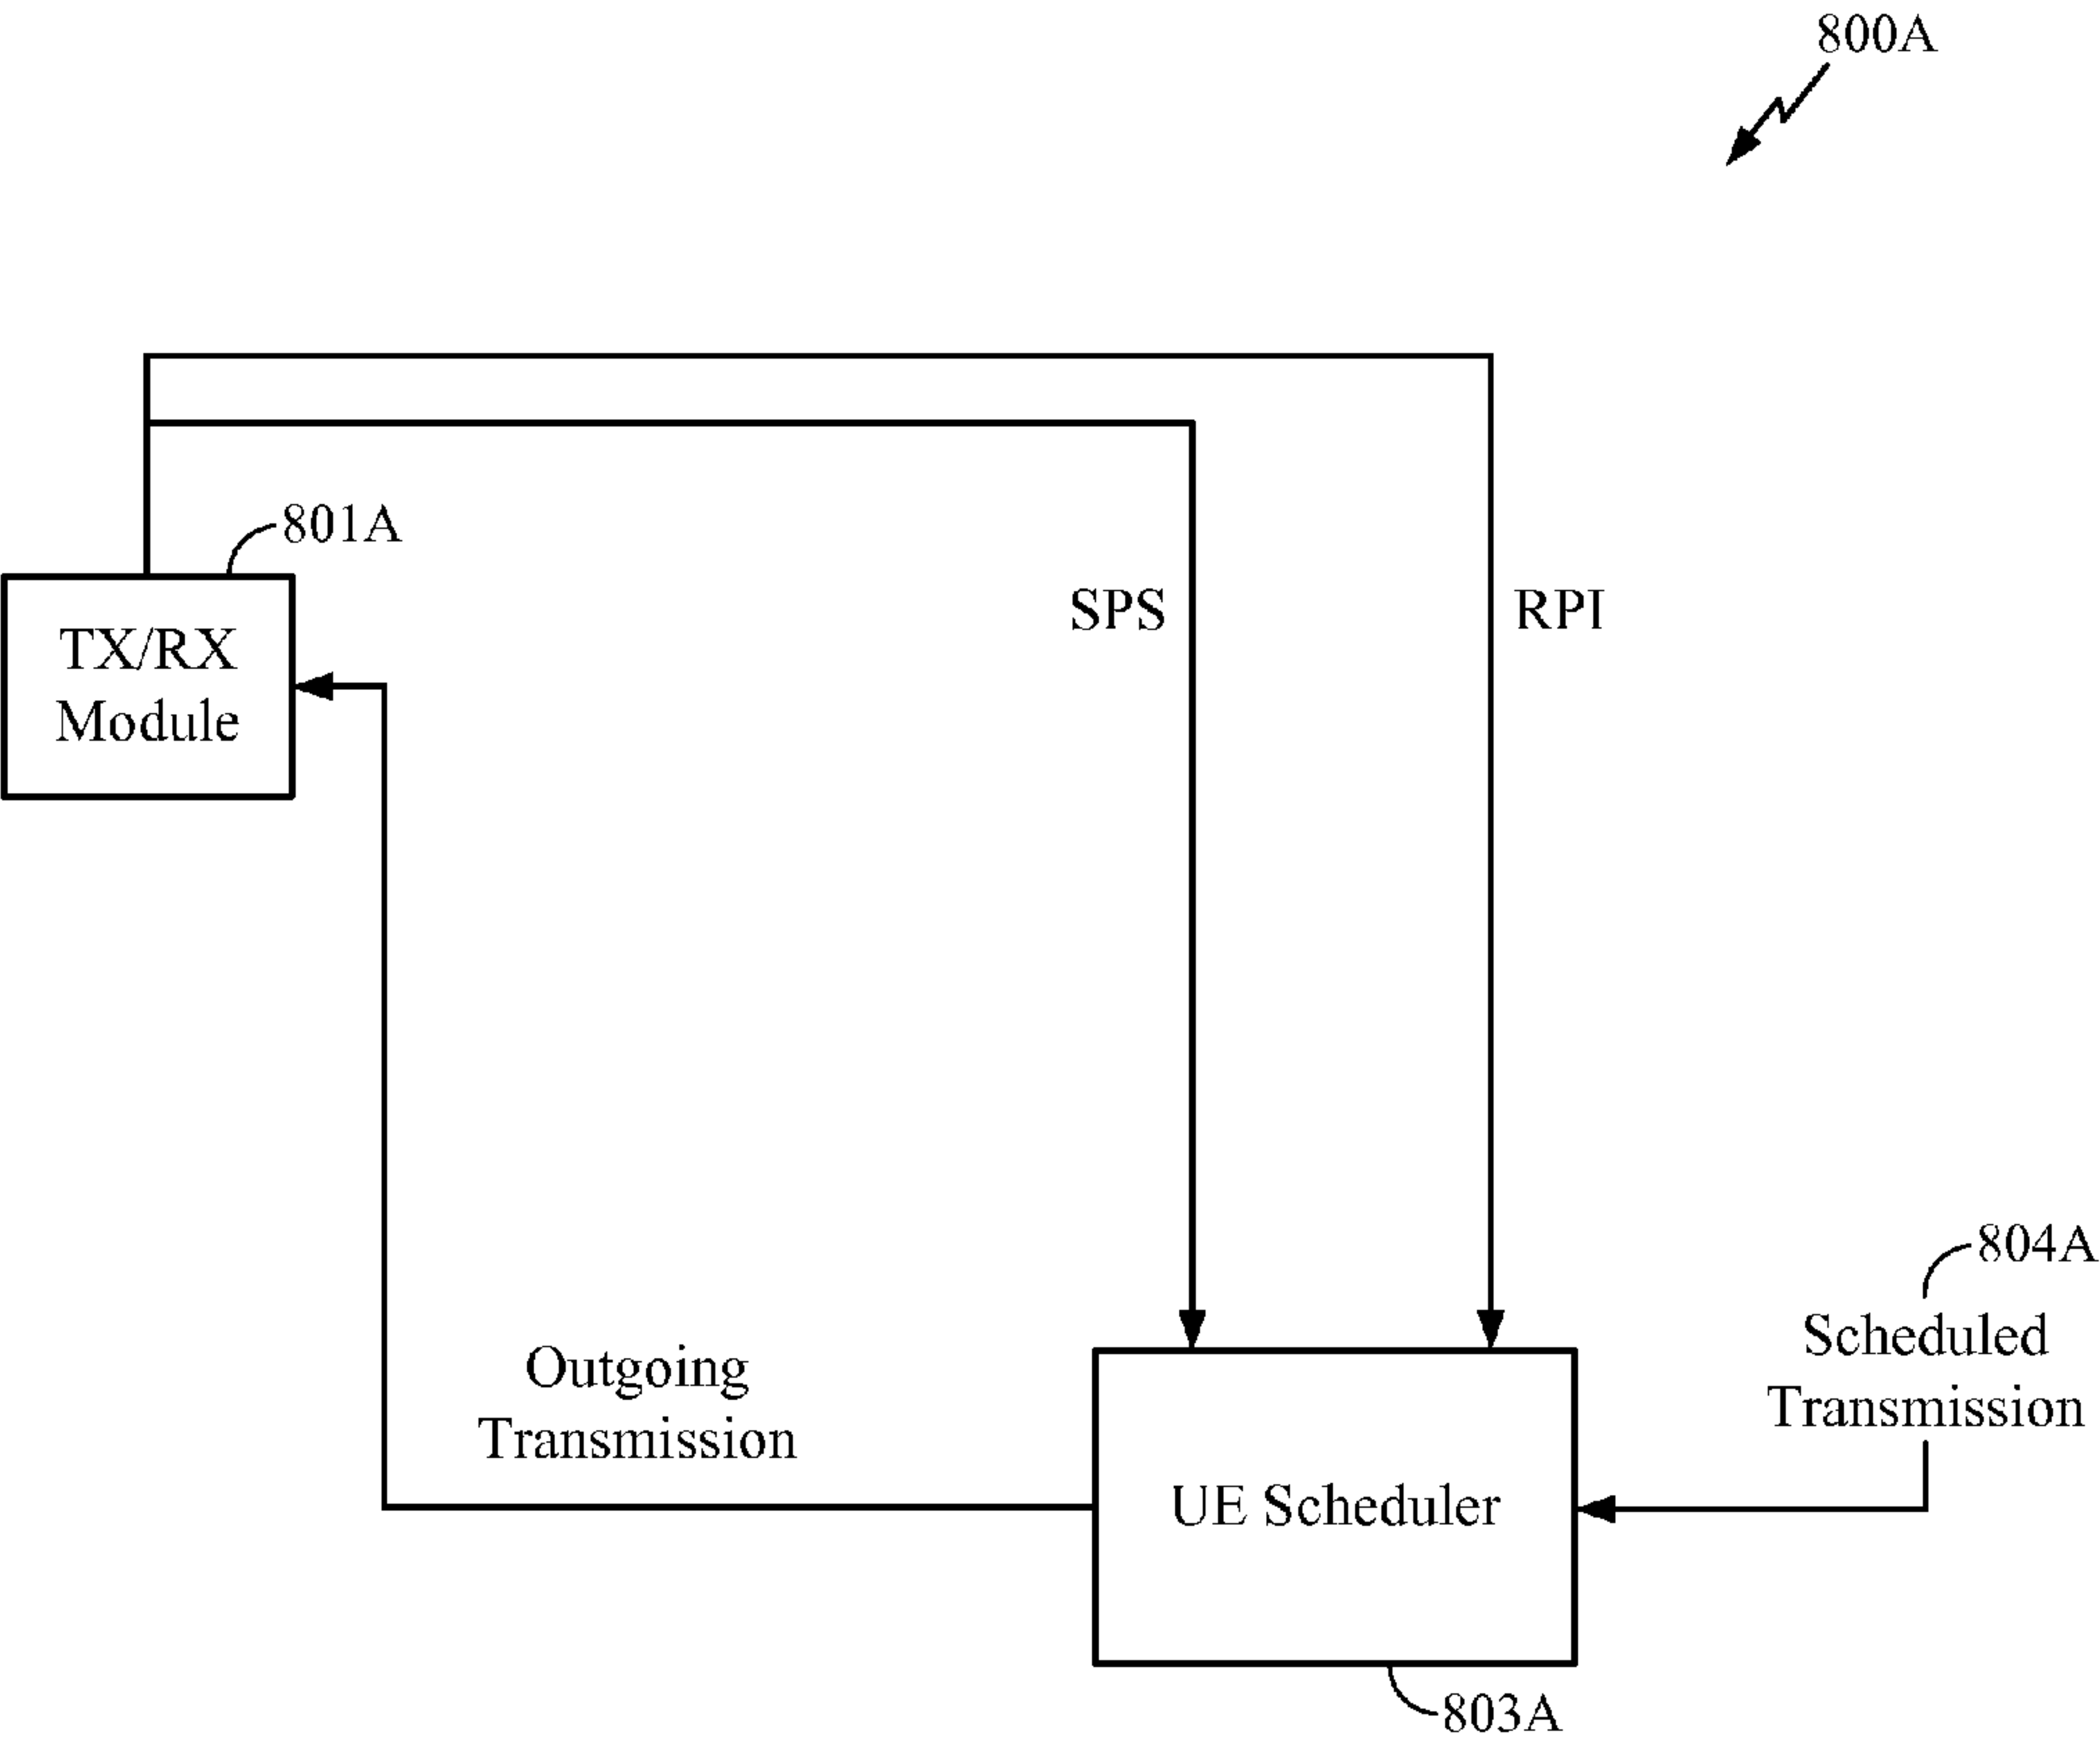 800A
801A
TX/RX
Module
SPS
RPI
804A
Scheduled
Transmission
Outgoing
Transmission
UE Scheduler
803A